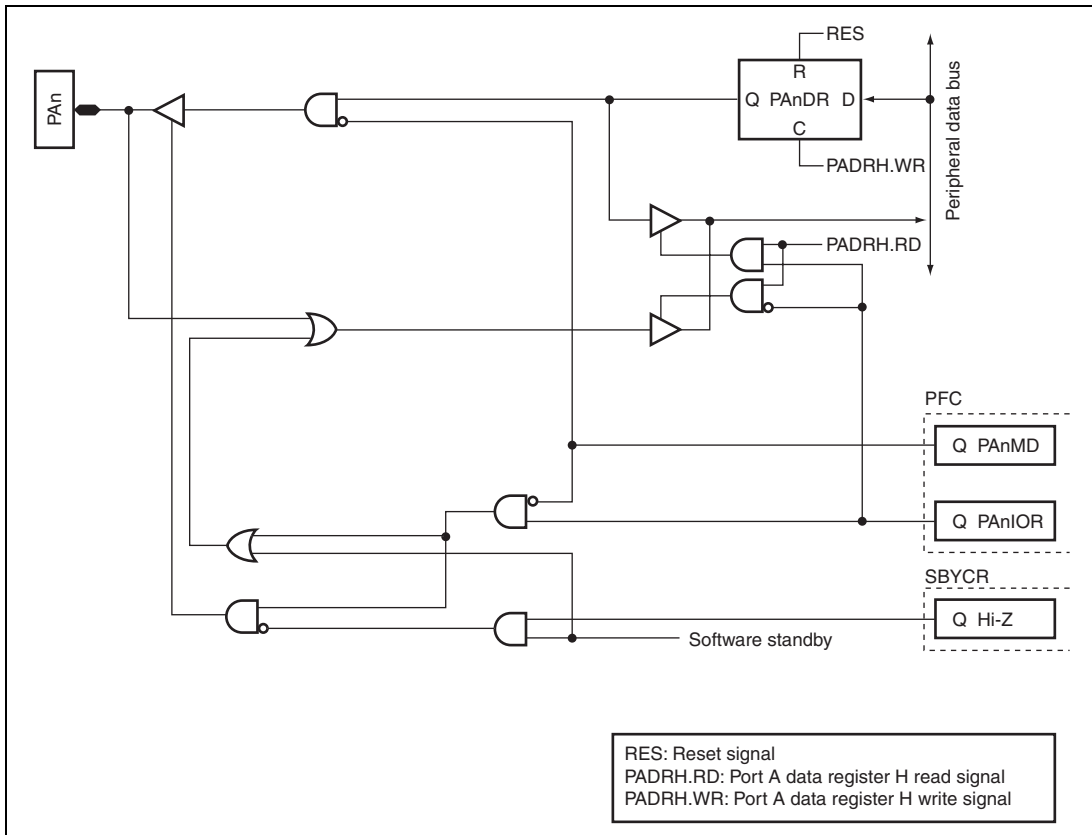 RES
PAn
R
Q PAnDR D
C
PADRH.WR
Peripheral data bus
PADRH.RD
PFC
Q PAnMD
Q PAnIOR
SBYCR
Q Hi-Z
Software standby
RES: Reset signal
PADRH.RD: Port A data register H read signal
PADRH.WR: Port A data register H write signal